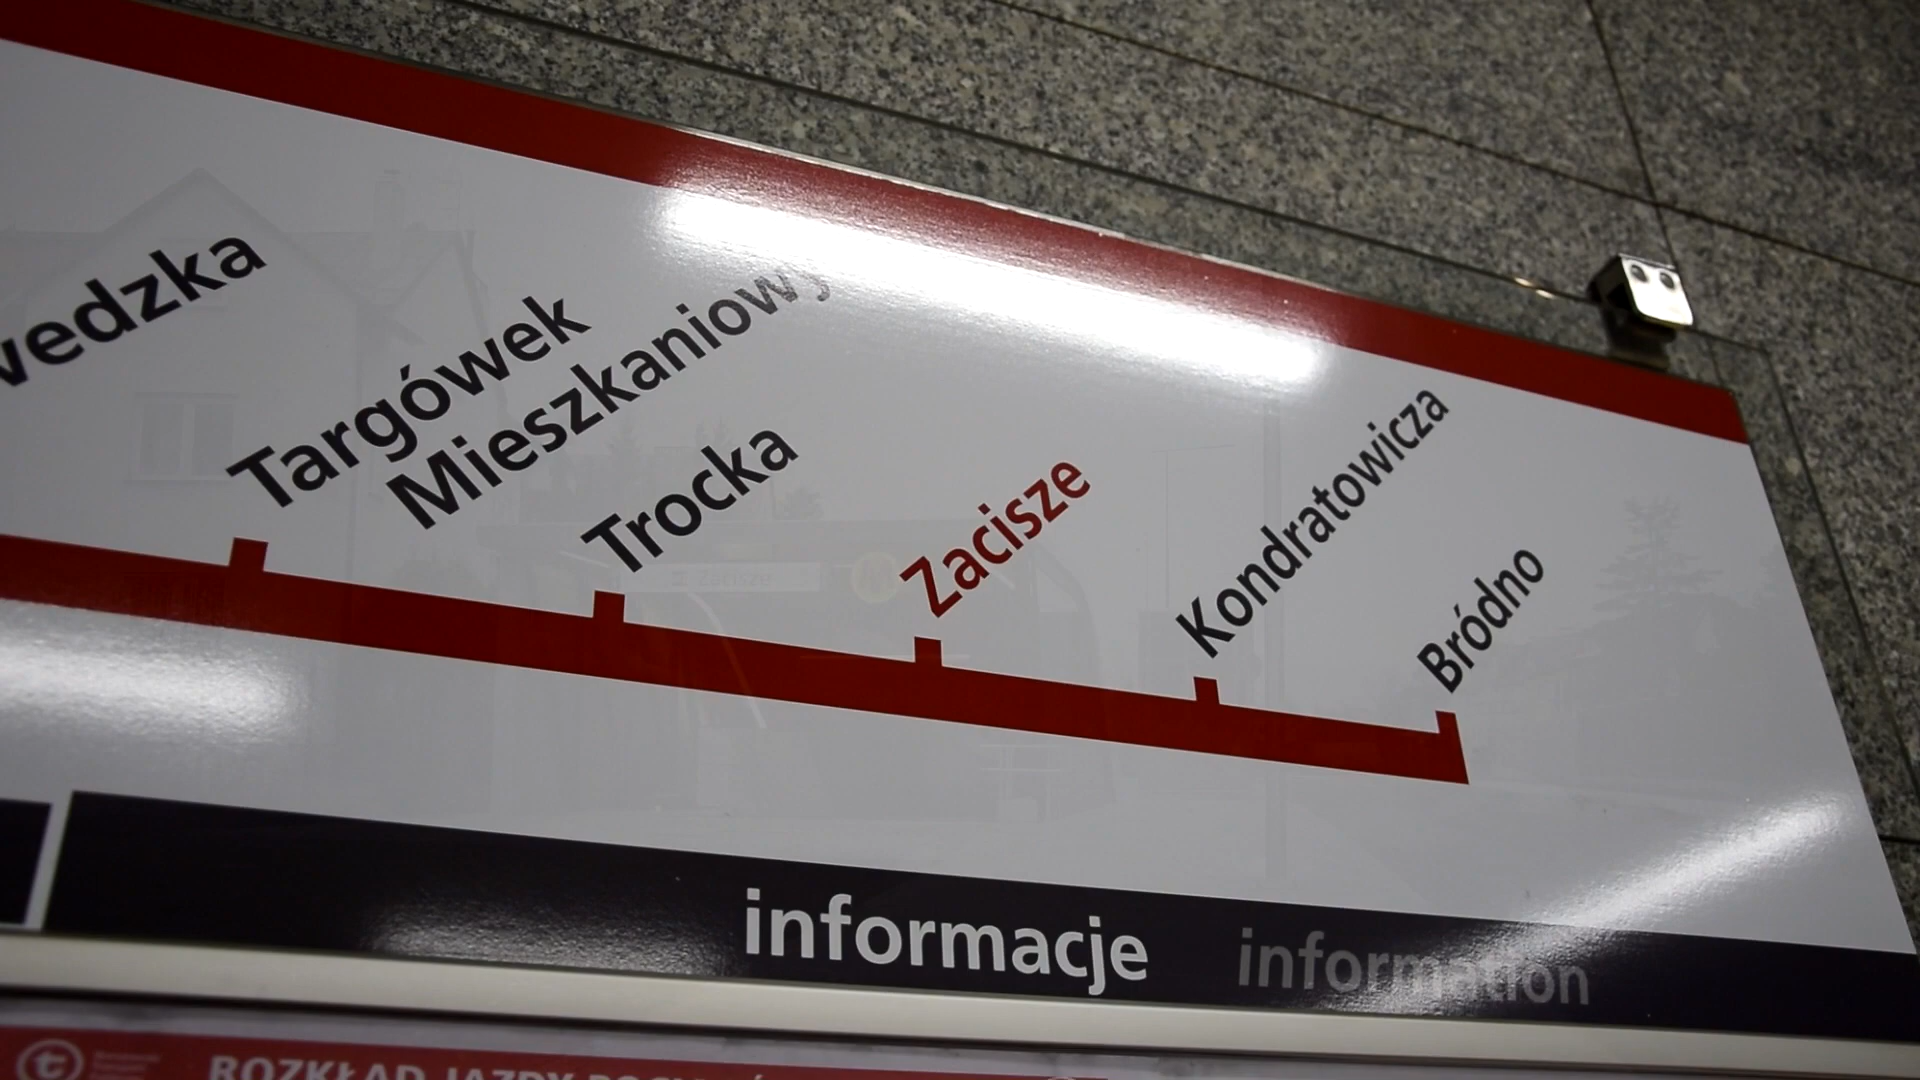 wedzka
Targówek
Mieszkaniowy
Trocka
Zacisze
Kondratowicza
Bródno
informacje information
ROZKŁAD JAZDY